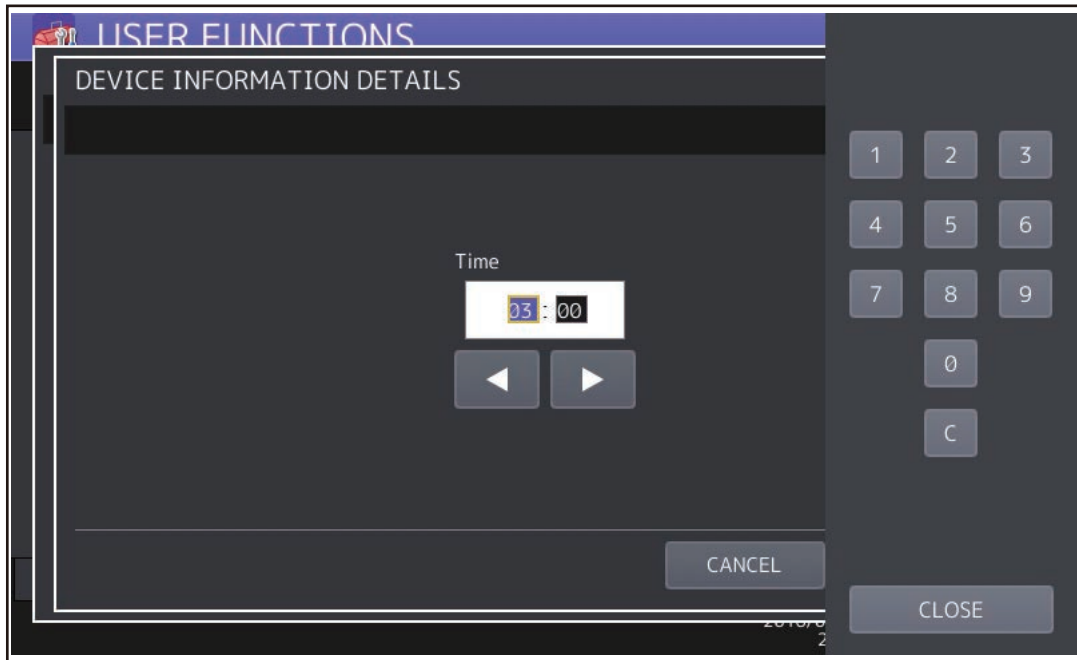 USER FUNCTIONS
DEVICE INFORMATION DETAILS
1 2 3
4 5 6
Time
7 8 9
03 : 00
0
C
CANCEL
CLOSE